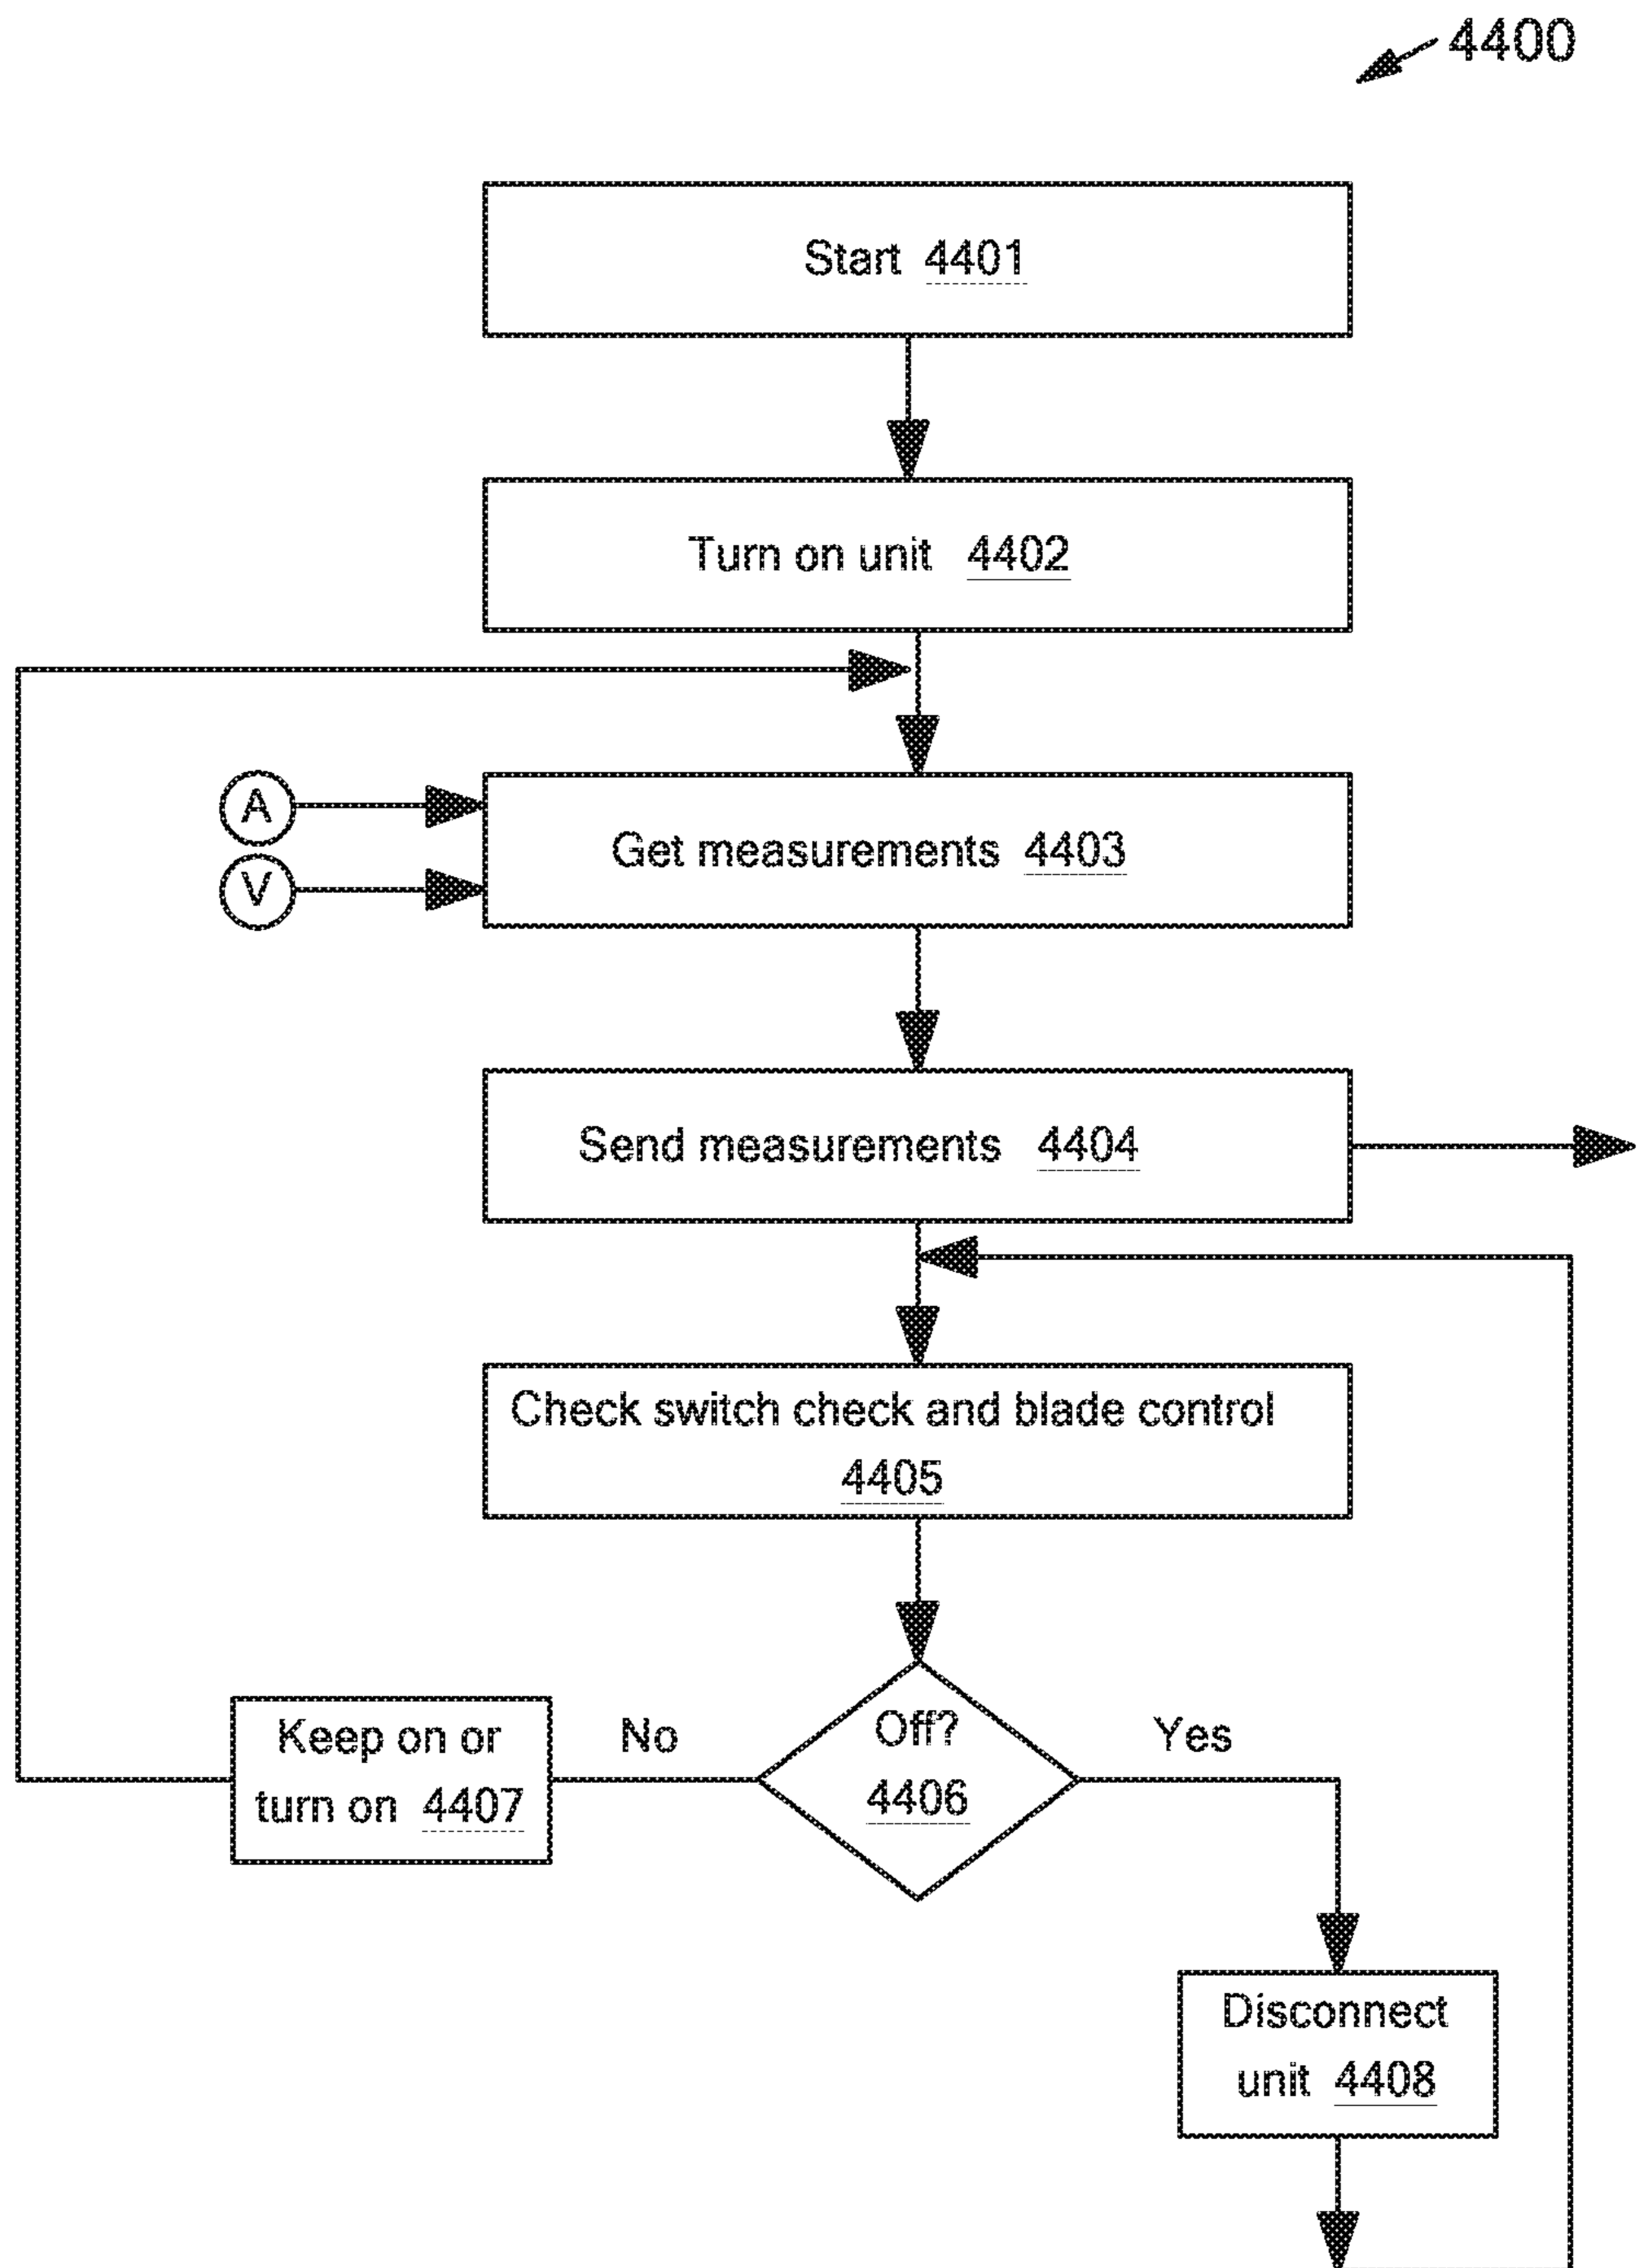 4400
Start 4401
Turn on unit 4402
A
Get measurements 4403
V
Send measurements 4404
Check switch check and blade control
4405
Keep on or
turn on 4407
No
Off?
4406
Yes
Disconnect
unit 4408